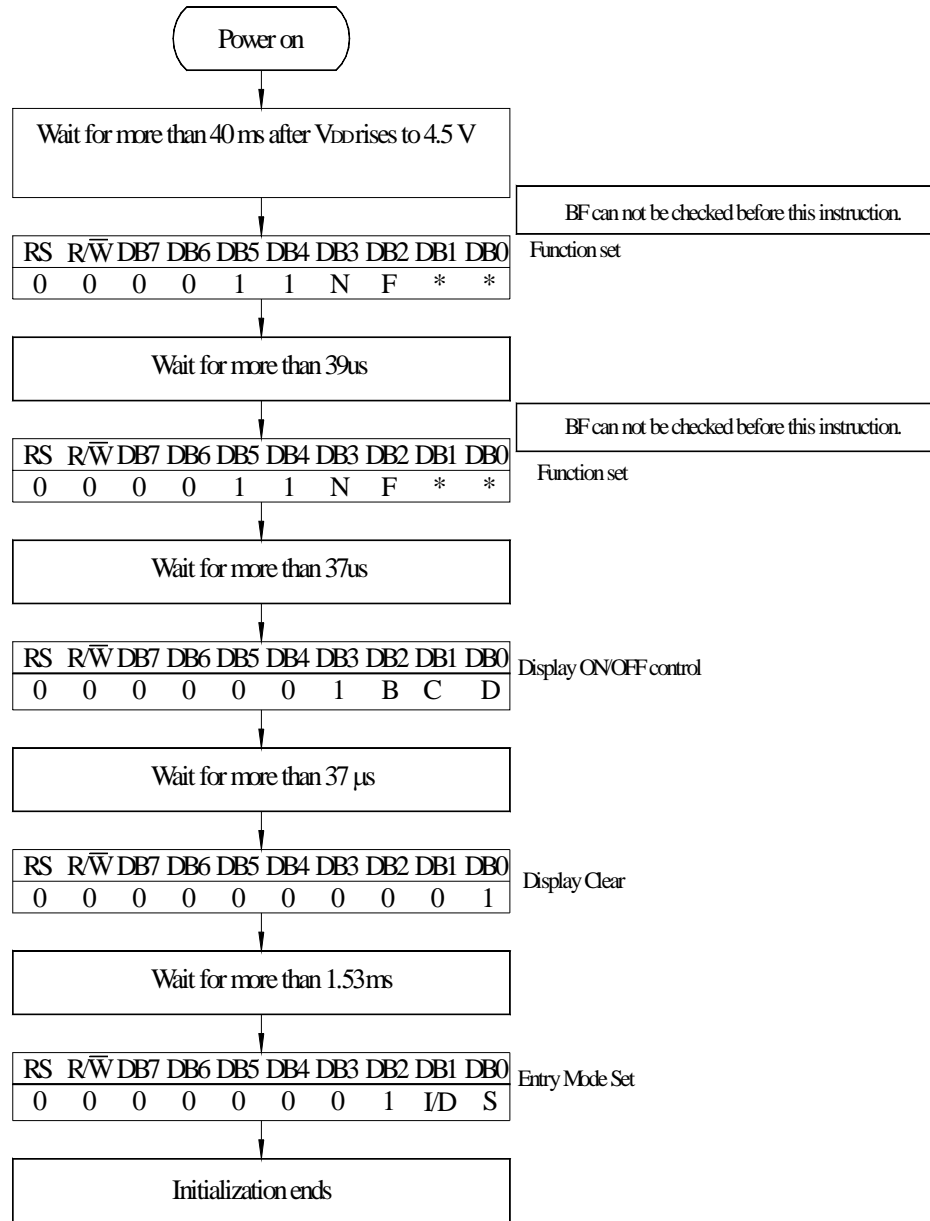 Power on
Wait for more than 40 ms after VDD rises to 4.5 V
BF can not be checked before this instruction.
RS R/W̅ DB7 DB6 DB5 DB4 DB3 DB2 DB1 DB0
Function set
0 0 0 0 1 1 N F * *
Wait for more than 39us
BF can not be checked before this instruction.
RS R/W̅ DB7 DB6 DB5 DB4 DB3 DB2 DB1 DB0
Function set
0 0 0 0 1 1 N F * *
Wait for more than 37us
RS R/W̅ DB7 DB6 DB5 DB4 DB3 DB2 DB1 DB0
Display ON/OFF control
0 0 0 0 0 0 1 B C D
Wait for more than 37 μs
RS R/W̅ DB7 DB6 DB5 DB4 DB3 DB2 DB1 DB0
Display Clear
0 0 0 0 0 0 0 0 0 1
Wait for more than 1.53ms
RS R/W̅ DB7 DB6 DB5 DB4 DB3 DB2 DB1 DB0
Entry Mode Set
0 0 0 0 0 0 0 1 I/D S
Initialization ends